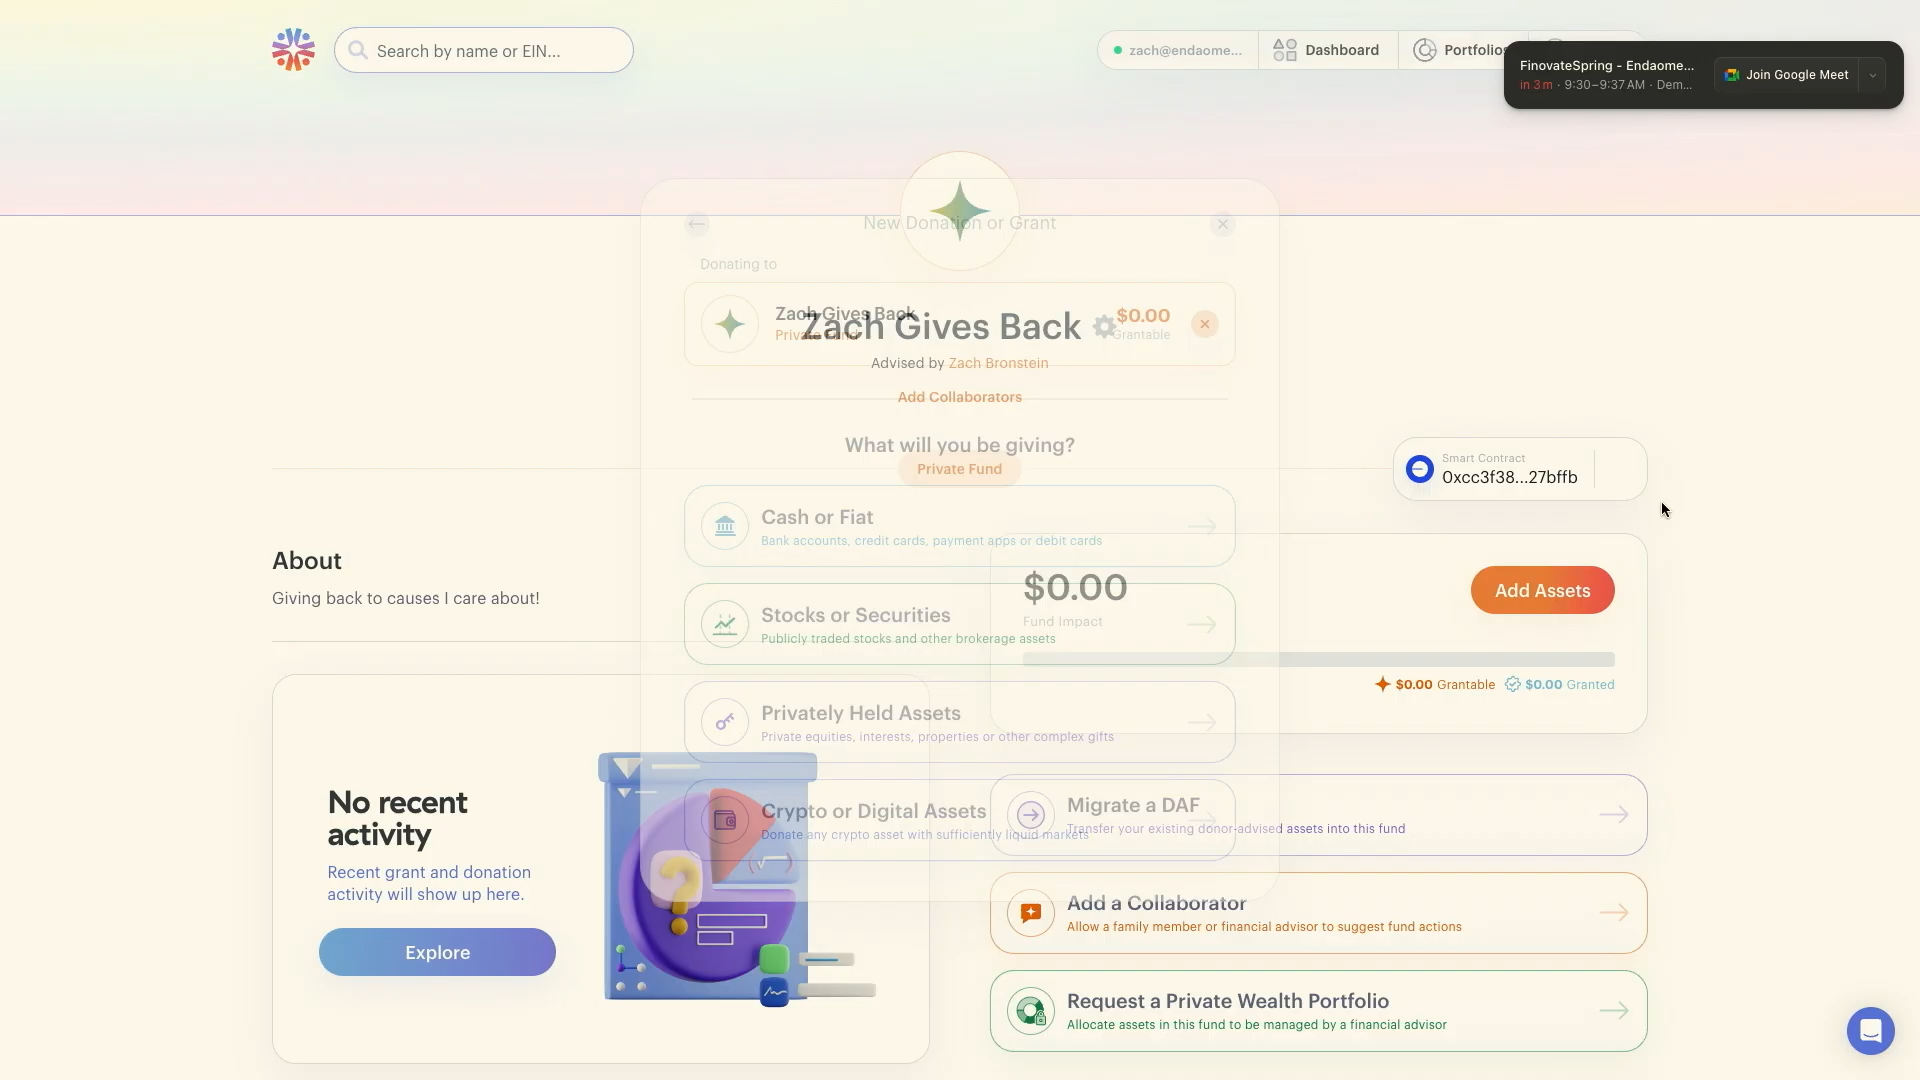 Search by name or EIN...
zach@endaome...
Dashboard
Portfolios
FinovateSpring - Endaome...
in 3m · 9:30–9:37 AM · Dem...
Join Google Meet
New Donation or Grant
Donating to
Zach Gives Back
Private Fund
$0.00
Grantable
Zach Gives Back
Advised by Zach Bronstein
Add Collaborators
What will you be giving?
Private Fund
Smart Contract
0xcc3f38...27bffb
Cash or Fiat
Bank accounts, credit cards, payment apps or debit cards
About
Giving back to causes I care about!
$0.00
Fund Impact
Add Assets
Stocks or Securities
Publicly traded stocks and other brokerage assets
$0.00 Grantable
$0.00 Granted
Privately Held Assets
Private equities, interests, properties or other complex gifts
Crypto or Digital Assets
Donate any crypto asset with sufficiently liquid markets
Migrate a DAF
Transfer your existing donor-advised assets into this fund
No recent
activity
Recent grant and donation
activity will show up here.
Explore
Add a Collaborator
Allow a family member or financial advisor to suggest fund actions
Request a Private Wealth Portfolio
Allocate assets in this fund to be managed by a financial advisor